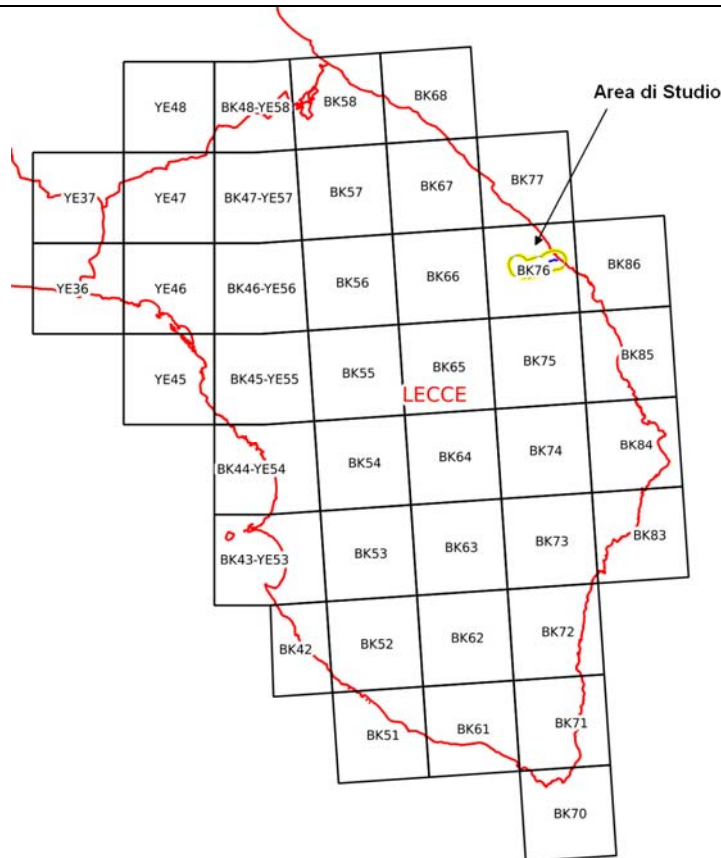 YE48
BK48-YE58
BK58
BK68
Area di Studio
YE37
YE47
BK47-YE57
BK57
BK67
BK77
YE36
YE46
BK46-YE56
BK56
BK66
BK76
BK86
YE45
BK45-YE55
BK55
BK65
BK75
BK85
LECCE
BK44-YE54
BK54
BK64
BK74
BK84
BK43-YE53
BK53
BK63
BK73
BK83
BK42
BK52
BK62
BK72
BK51
BK61
BK71
BK70